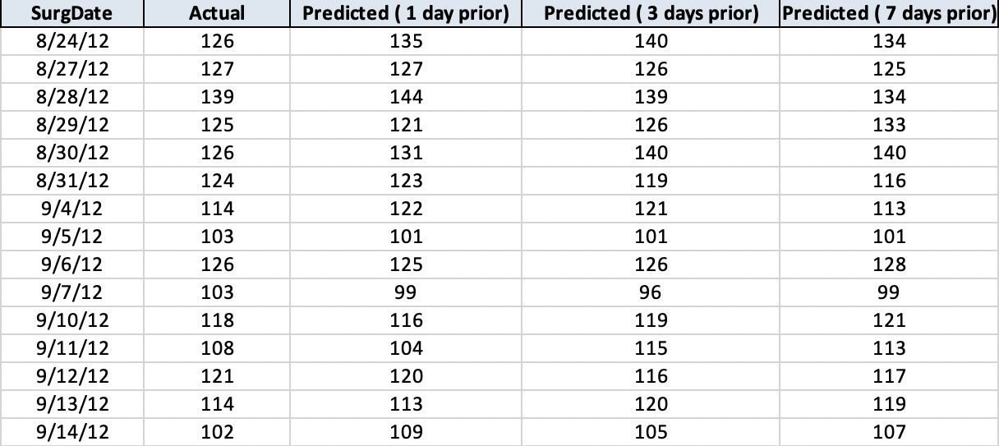 SurgDate Actual Predicted ( 1 day prior) Predicted ( 3 days prior) Predicted ( 7 days prior)
8/24/12 126 135 140 134
8/27/12 127 127 126 125
8/28/12 139 144 139 134
8/29/12 125 121 126 133
8/30/12 126 131 140 140
8/31/12 124 123 119 116
9/4/12 114 122 121 113
9/5/12 103 101 101 101
9/6/12 126 125 126 128
9/7/12 103 99 96 99
9/10/12 118 116 119 121
9/11/12 108 104 115 113
9/12/12 121 120 116 117
9/13/12 114 113 120 119
9/14/12 102 109 105 107